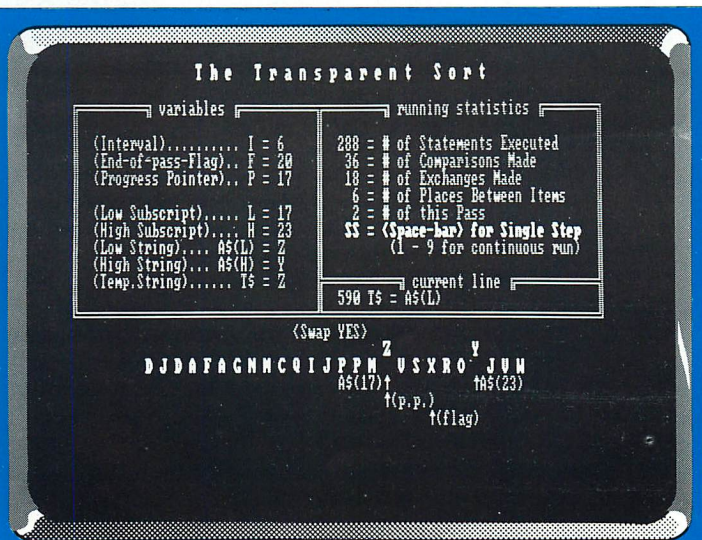 The Transparent Sort
variables
(Interval).......... I = 6
(End-of-pass-Flag).. F = 20
(Progress Pointer).. P = 17
(Low Subscript)..... L = 17
(High Subscript).... H = 23
(Low String).... A$(L) = Z
(High String)... A$(H) = Y
(Temp.String)...... T$ = Z
running statistics
288 = # of Statements Executed
36 = # of Comparisons Made
18 = # of Exchanges Made
6 = # of Places Between Items
2 = # of this Pass
SS = (Space-bar) for Single Step
(1 - 9 for continuous run)
current line
590 T$ = A$(L)
(Swap YES)
Z Y
D J D A F A G N M C Q I J P P M V S X R O J V W
A$(17)↑ ↑A$(23)
↑(p.p.)
↑(flag)